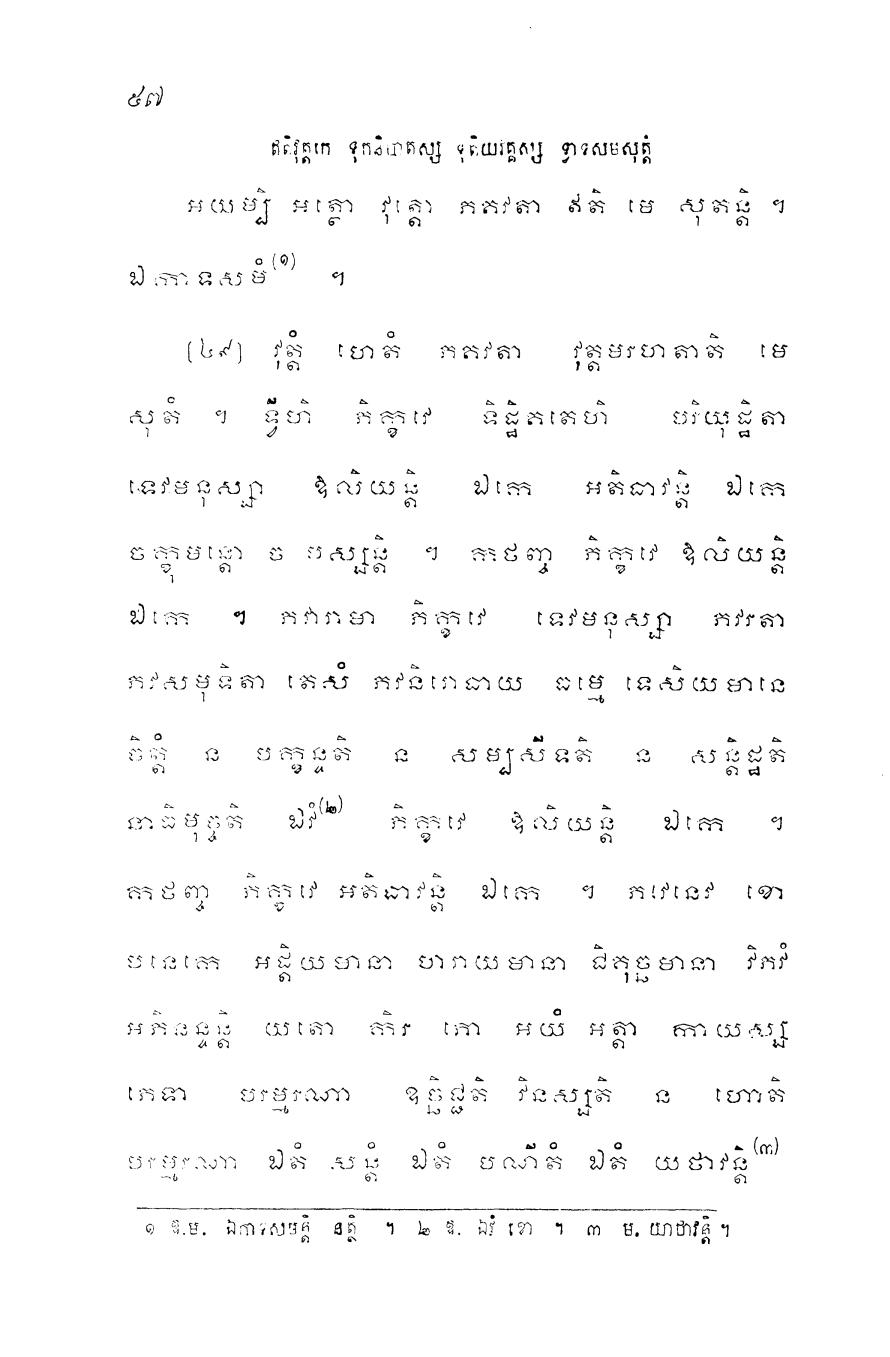 ៥៧
ឥតិវុត្តកេ ទុកនិបាតស្ស ទុតិយវគ្គស្ស ទ្វាទសមសុត្តំ
អយម្បិ អត្ថោ វុត្តោ ភគវតា ឥតិ មេ សុតន្តិ ។
ឯកាទសមំ(១) ។
(៤៩) វុត្តំ ហេតំ ភគវតា វុត្តមរហតាតិ មេ
សុតំ ។ ទ្វីហិ ភិក្ខវេ ទិដ្ឋិគតេហិ បរិយុដ្ឋិតា
ទេវមនុស្សា ឱលិយន្តិ ឯកេ អតិធាវន្តិ ឯកេ
ចក្ខុមន្តោ ច បស្សន្តិ ។ កថញ្ច ភិក្ខវេ ឱលិយន្តិ
ឯកេ ។ ភវារាមា ភិក្ខវេ ទេវមនុស្សា ភវរតា
ភវសមុទិតា តេសំ ភវនិរោធាយ ធម្មេ ទេសិយមានេ
ចិត្តំ ន បក្ខន្ទតិ ន សម្បសីទតិ ន សន្តិដ្ឋតិ
នាធិមុច្ចតិ ឯវំ(២) ភិក្ខវេ ឱលិយន្តិ ឯកេ ។
កថញ្ច ភិក្ខវេ អតិធាវន្តិ ឯកេ ។ ភវេនេវ ខោ
បនេកេ អដ្តិយមានា ហរាយមានា ជិគុច្ឆមានា វិភវំ
អភិនន្ទន្តិ យតោ កិរ ភោ អយំ អត្តា កាយស្ស
ភេទា បរម្មរណា ឧច្ឆិជ្ជតិ វិនស្សតិ ន ហោតិ
បរម្មរណា ឯតំ សន្តំ ឯតំ បណីតំ ឯតំ យថាវន្តិ(៣)
១ ឱ.ម. ឯកាទសមន្តិ នត្ថិ ។ ២ ឱ. ឯវំ ខោ ។ ៣ ម. យាថាវន្តិ ។